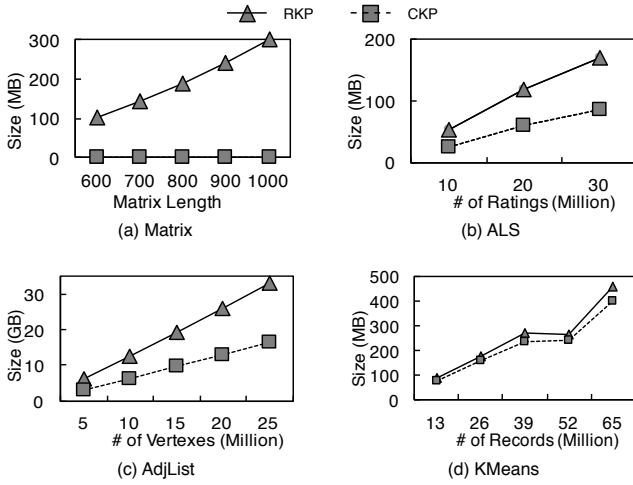 RKP CKP
300
200
100
0
Size (MB)
600 700 800 900 1000
Matrix Length
(a) Matrix
200
100
0
Size (MB)
10 20 30
# of Ratings (Million)
(b) ALS
30
20
10
0
Size (GB)
5 10 15 20 25
# of Vertexes (Million)
(c) AdjList
500
400
300
200
100
0
Size (MB)
13 26 39 52 65
# of Records (Million)
(d) KMeans